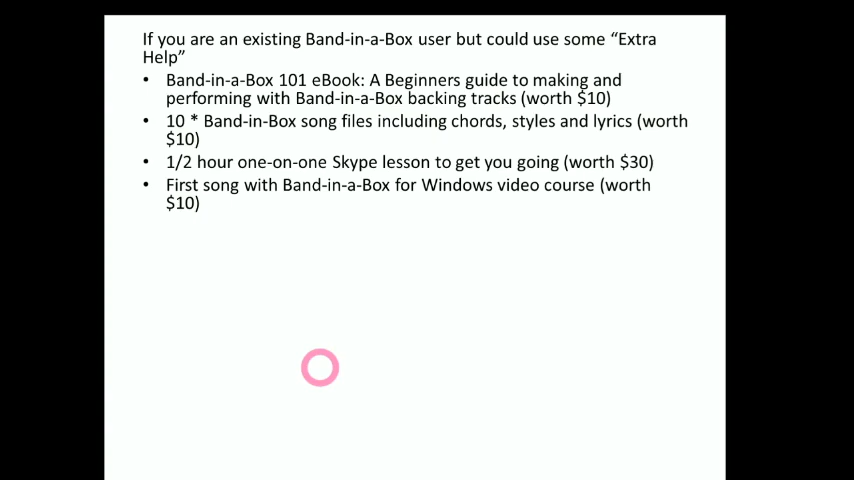 If you are an existing Band-in-a-Box user but could use some “Extra
Help”
• Band-in-a-Box 101 eBook: A Beginners guide to making and
performing with Band-in-a-Box backing tracks (worth $10)
• 10 * Band-in-Box song files including chords, styles and lyrics (worth
$10)
• 1/2 hour one-on-one Skype lesson to get you going (worth $30)
• First song with Band-in-a-Box for Windows video course (worth
$10)